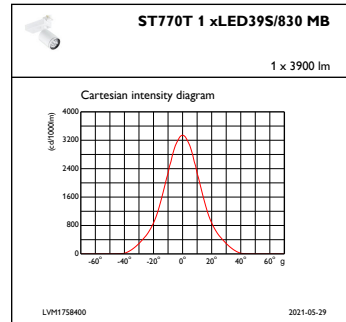 ST770T 1 xLED39S/830 MB
1 x 3900 lm
Cartesian intensity diagram
(cd/1000lm)
4000
3200
2400
1600
800
0
-60° -40° -20° 0° 20° 40° 60° g
LVM1758400 2021-05-29